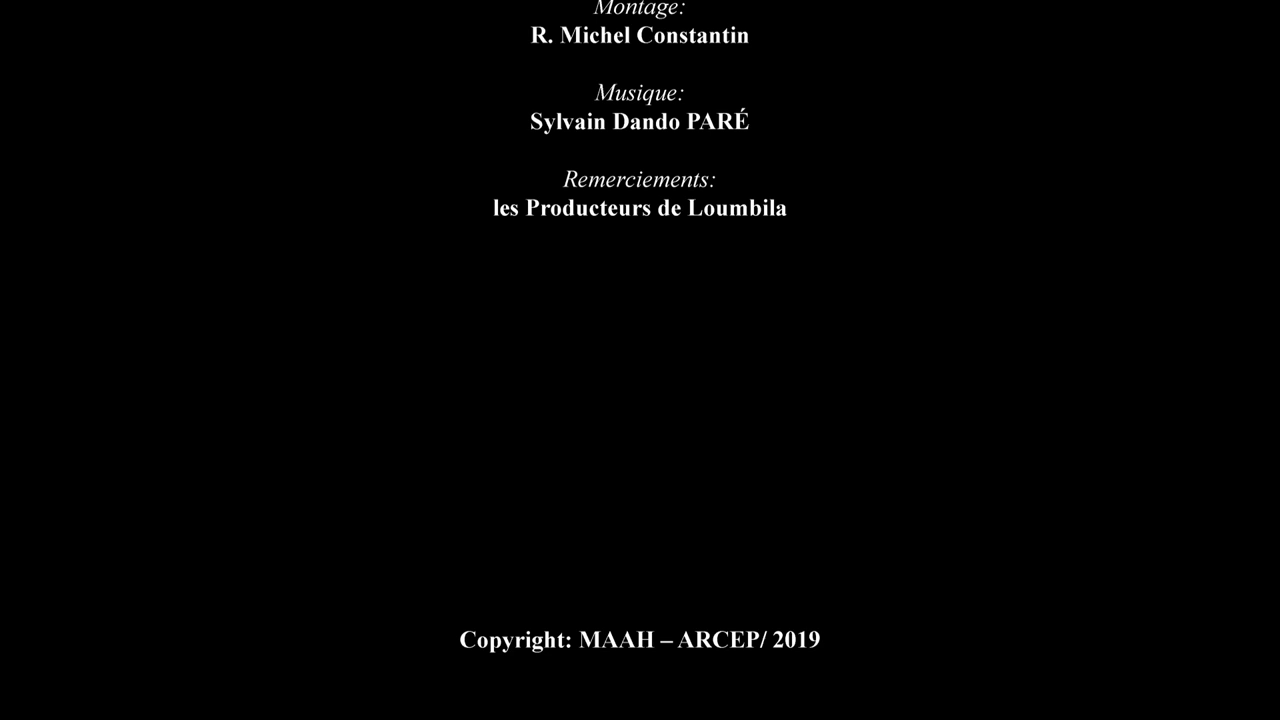 Montage:
R. Michel Constantin
Musique:
Sylvain Dando PARÉ
Remerciements:
les Producteurs de Loumbila
Copyright: MAAH – ARCEP/ 2019